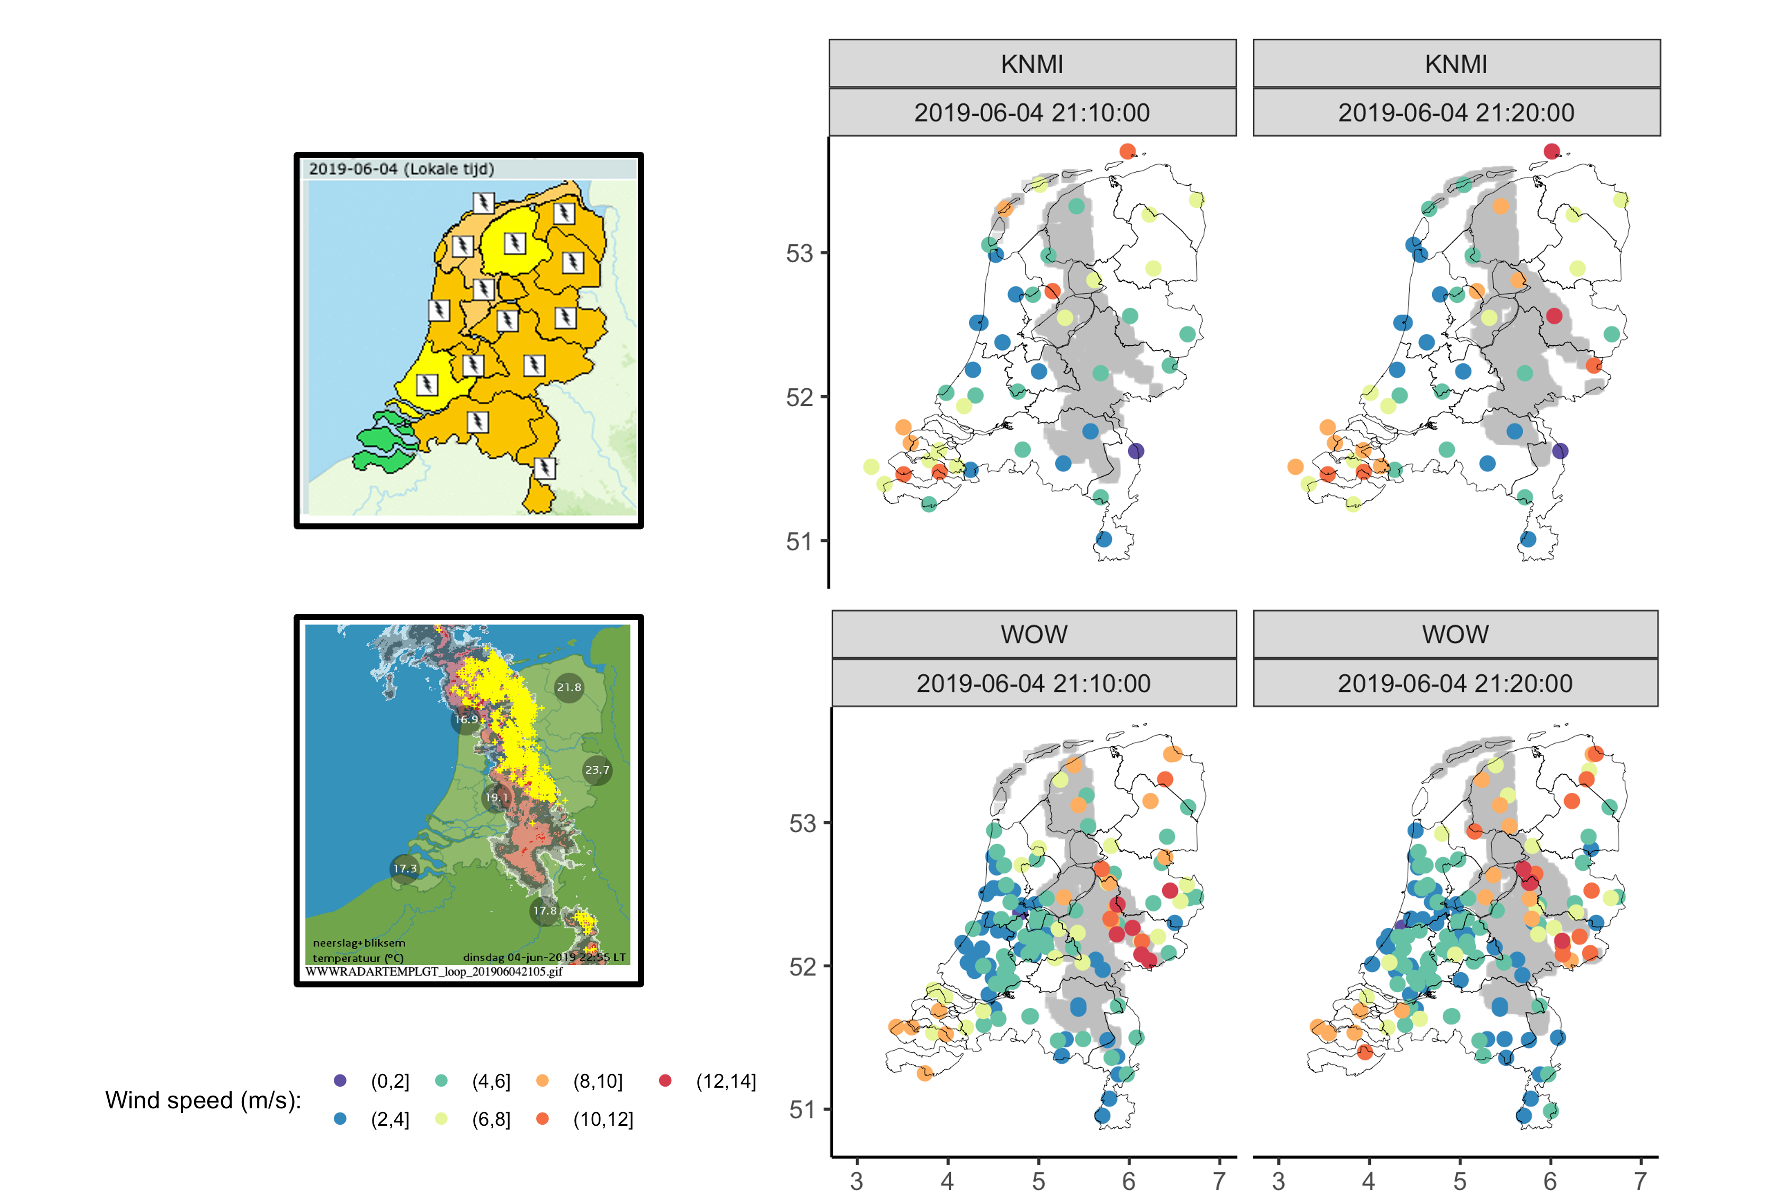 KNMI
KNMI
2019-06-04 21:10:00
2019-06-04 21:20:00
2019-06-04 (Lokale tijd)
53
52
51
WOW
WOW
2019-06-04 21:10:00
2019-06-04 21:20:00
21.8
16.9
23.7
19.1
17.3
17.8
neerslag+bliksem
temperatuur (ºC)
dinsdag 04-jun-2019 22:55 LT
WWWRADARTEMPLGT_loop_201906042105.gif
53
52
51
3 4 5 6 7
3 4 5 6 7
Wind speed (m/s):
(0,2] (4,6] (8,10] (12,14]
(2,4] (6,8] (10,12]